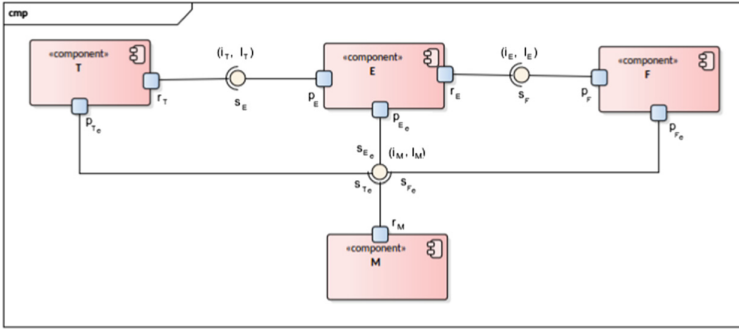 cmp
«component»
T
(i_T, I_T)
«component»
E
(i_E, I_E)
«component»
F
r_T
s_E
p_E
r_E
s_F
p_F
p_Te
p_Ee
p_Fe
s_Ee (i_M, I_M)
s_Te s_Fe
r_M
«component»
M